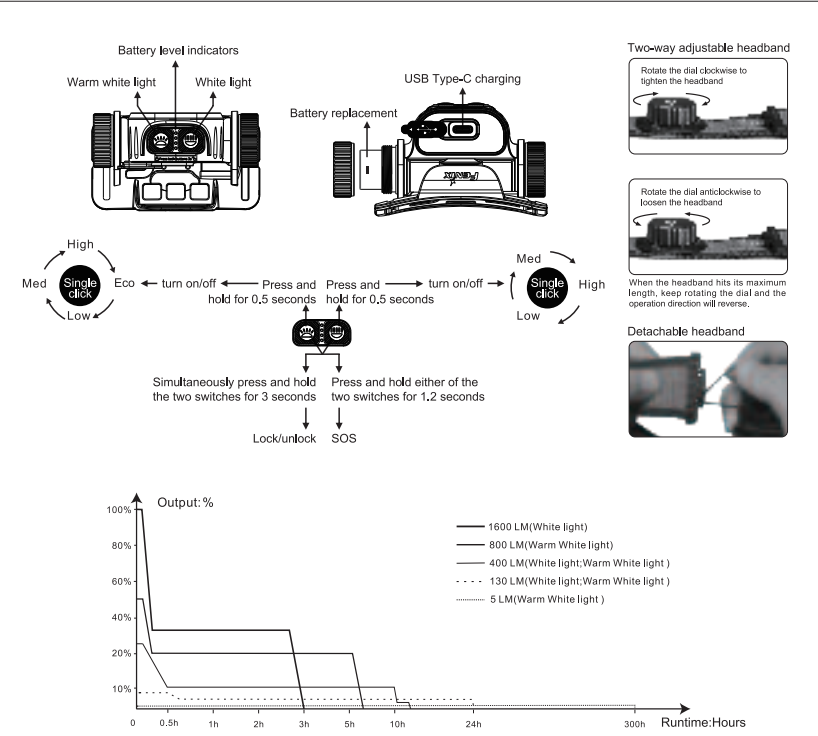 Battery level indicators
Warm white light
White light
USB Type-C charging
Battery replacement
FENIX
Two-way adjustable headband
Rotate the dial clockwise to
tighten the headband
Rotate the dial anticlockwise to
loosen the headband
When the headband hits its maximum
length, keep rotating the dial and the
operation direction will reverse.
Detachable headband
High
Med
Single
click
Eco
Low
turn on/off
Press and
hold for 0.5 seconds
Press and
hold for 0.5 seconds
turn on/off
Med
Single
click
High
Low
Simultaneously press and hold
the two switches for 3 seconds
Press and hold either of the
two switches for 1.2 seconds
Lock/unlock
SOS
Output:%
100%
80%
60%
40%
20%
10%
1600 LM(White light)
800 LM(Warm White light)
400 LM(White light;Warm White light )
130 LM(White light;Warm White light )
5 LM(Warm White light )
0
0.5h
1h
2h
3h
5h
10h
24h
300h
Runtime:Hours